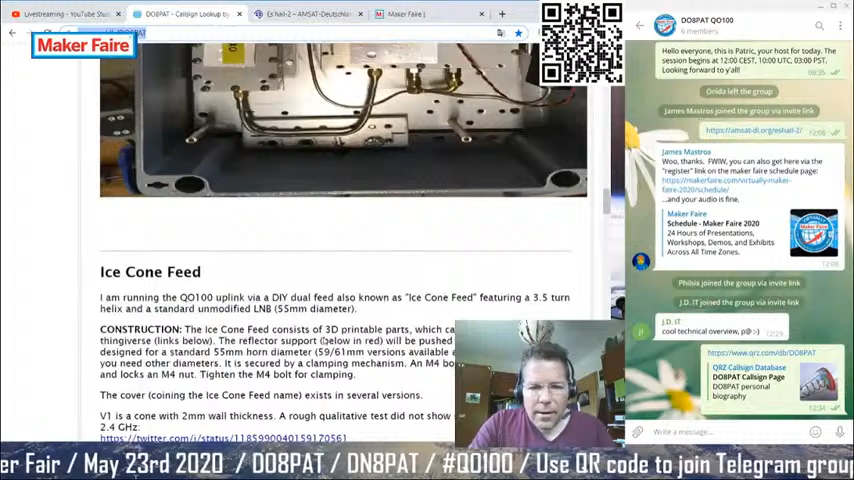 Livestreaming - YouTube Stu
DO8PAT - Callsign Lookup by
Es'hail-2 – AMSAT-Deutschla
Maker Faire |
Maker Faire
Ice Cone Feed
I am running the QO100 uplink via a DIY dual feed also known as "Ice Cone Feed" featuring a 3.5 turn
helix and a standard unmodified LNB (55mm diameter).
CONSTRUCTION: The Ice Cone Feed consists of 3D printable parts, which ca
thingiverse (links below). The reflector support (below in red) will be pushed
designed for a standard 55mm horn diameter (59/61mm versions available a
you need other diameters). It is secured by a clamping mechanism. An M4 bo
and locks an M4 nut. Tighten the M4 bolt for clamping.
The cover (coining the Ice Cone Feed name) exists in several versions.
V1 is a cone with 2mm wall thickness. A rough qualitative test did not show
2.4 GHz:
https://twitter.com/i/status/1185990040159170561
DO8PAT QO100
6 members
Hello everyone, this is Patric, your host for today. The
session begins at 12:00 CEST, 10:00 UTC, 03:00 PST.
Looking forward to y'all!
08:35
Onida left the group
James Mastros joined the group via invite link
https://amsat-dl.org/eshail-2/
12:08
James Mastros
Woo, thanks. FWIW, you can also get here via the
"register" link on the maker faire schedule page:
https://makerfaire.com/virtually-maker-
faire-2020/schedule/
...and your audio is fine.
Maker Faire
Schedule - Maker Faire 2020
24 Hours of Presentations,
Workshops, Demos, and Exhibits
Across All Time Zones.
12:08
Philsix joined the group via invite link
J.D. IT joined the group via invite link
J.D. IT
cool technical overview, p@ :-)
12:29
https://www.qrz.com/db/DO8PAT
QRZ Callsign Database
DO8PAT Callsign Page
DO8PAT personal
biography
12:34
Write a message...
er Fair / May 23rd 2020 / DO8PAT / DN8PAT / #QO100 / Use QR code to join Telegram group